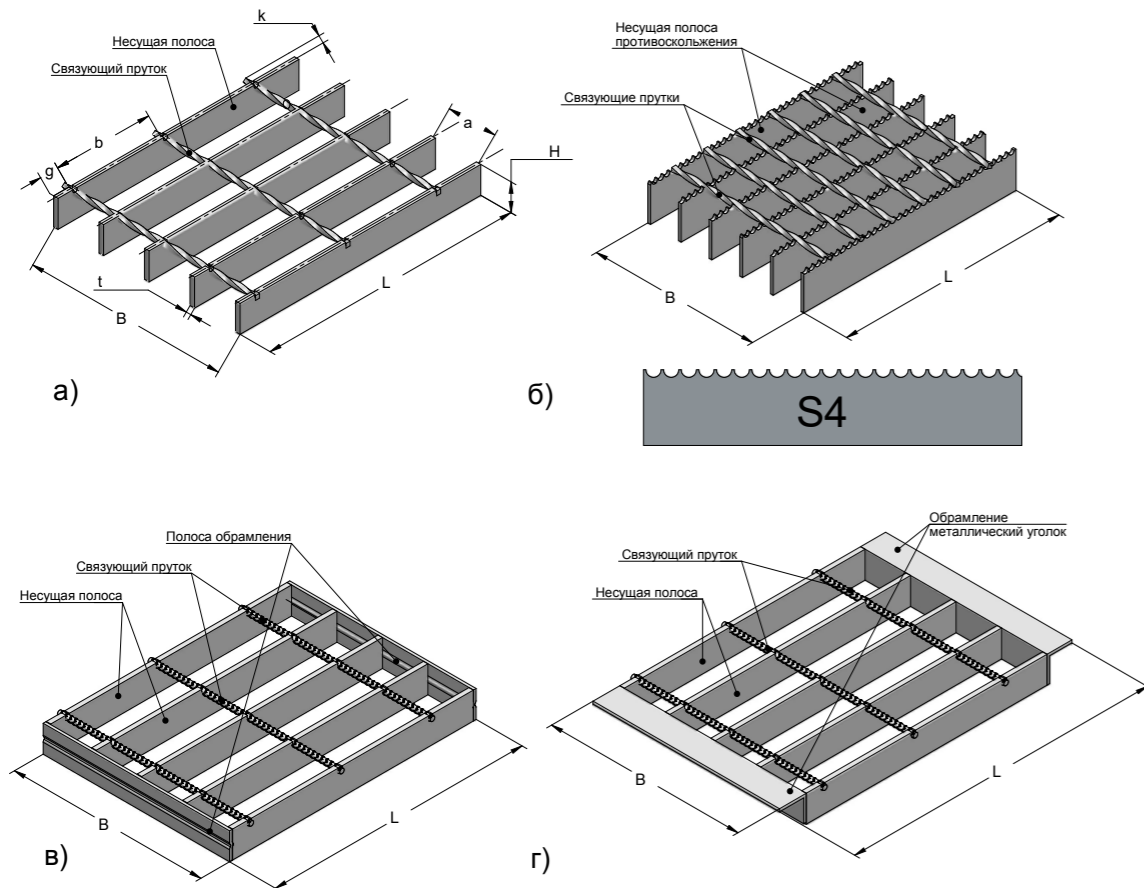 k
Несущая полоса
Связующий пруток
a
b
H
g
t
L
B
а)
Несущая полоса
противоскольжения
Связующие прутки
B
L
б)
S4
Полоса обрамления
Связующий пруток
Несущая полоса
B
L
в)
Обрамление
металлический уголок
Связующий пруток
Несущая полоса
B
L
г)